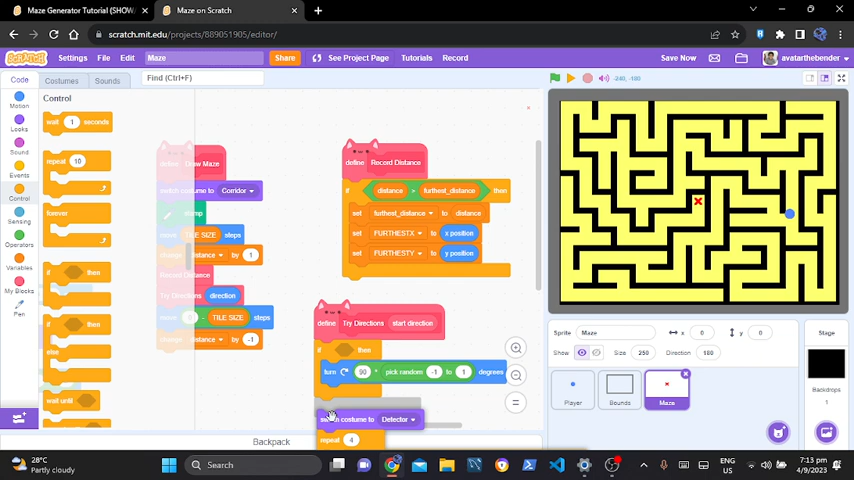 Maze Generator Tutorial (SHOW
Maze on Scratch
scratch.mit.edu/projects/889051905/editor/
Settings File Edit Maze Share See Project Page Tutorials Record Save Now avatarthebender
Code Costumes Sounds Find (Ctrl+F)
-240, -180
Motion
Looks
Sound
Events
Control
Sensing
Operators
Variables
My Blocks
Pen
Control
wait 1 seconds
repeat 10
forever
if then
if then
else
wait until
Draw Maze
switch costume to Corridor
stamp
move TILE SIZE steps
change distance by 1
Record Distance
Try Directions direction
- TILE SIZE steps
change distance by -1
define Record Distance
if distance > furthest_distance then
set furthest_distance to distance
set FURTHESTX to x position
set FURTHESTY to y position
define Try Directions start direction
if then
turn 90 * pick random -1 to 1 degrees
switch costume to Detector
repeat 4
Backpack
Sprite Maze x 0 y 0
Show Size 250 Direction 180
Player
Bounds
Maze
Stage
Backdrops
1
28°C
Partly cloudy
Search
ENG
US
7:13 pm
4/9/2023